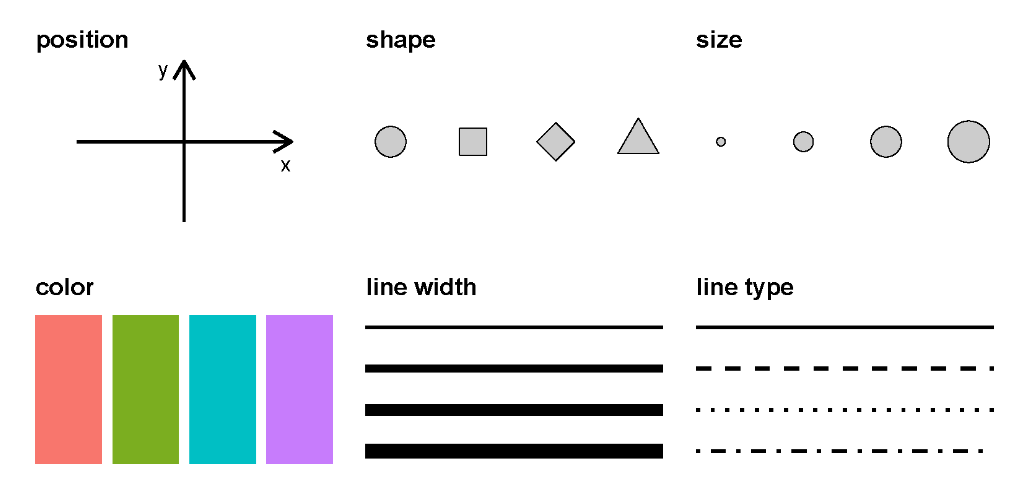 position
shape
size
y
x
color
line width
line type